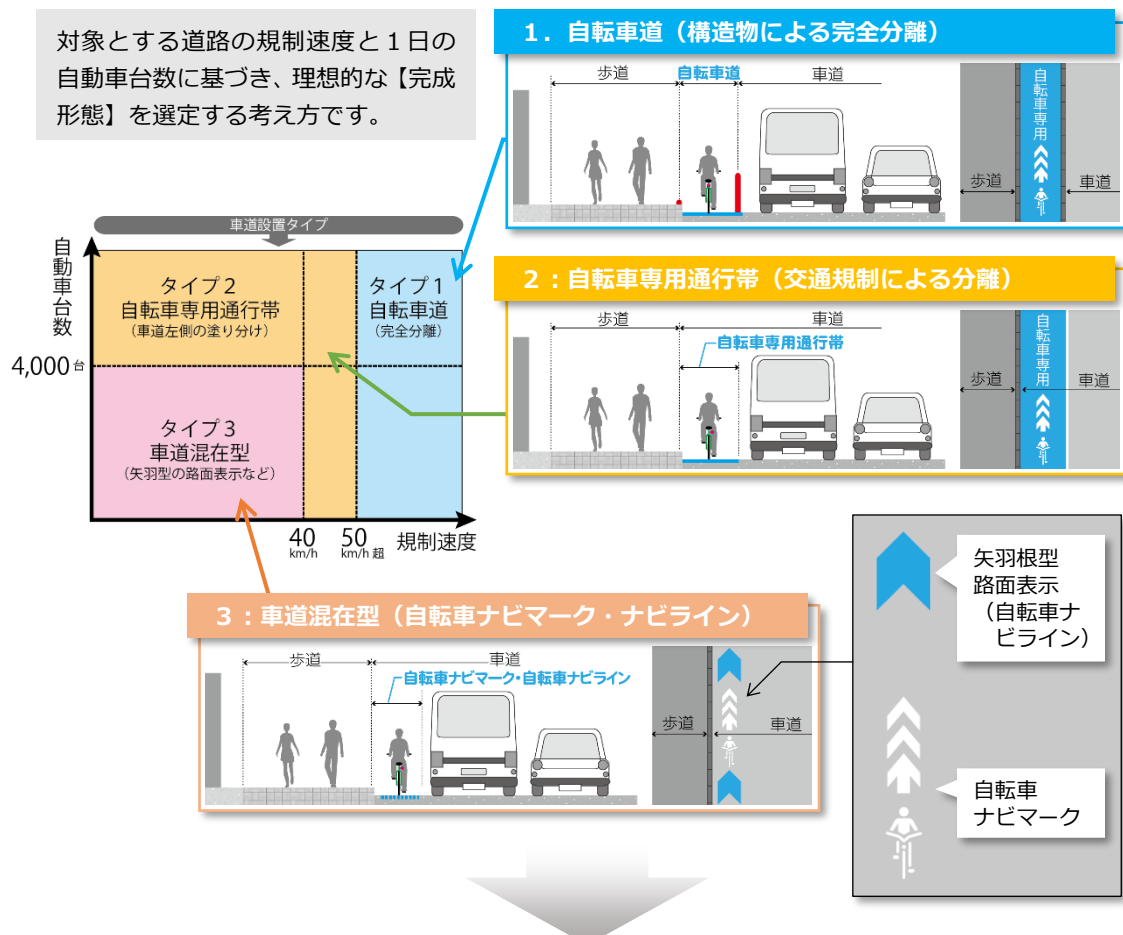 対象とする道路の規制速度と１日の
自動車台数に基づき、理想的な【完成
形態】を選定する考え方です。
１．自転車道（構造物による完全分離）
歩道
自転車道
車道
自転車専用
歩道
車道
車道設置タイプ
自動車台数
タイプ２
自転車専用通行帯
（車道左側の塗り分け）
タイプ１
自転車道
（完全分離）
4,000台
タイプ３
車道混在型
（矢羽型の路面表示など）
40
km/h
50
km/h 超
規制速度
２：自転車専用通行帯（交通規制による分離）
歩道
車道
自転車専用通行帯
自転車専用
歩道
車道
３：車道混在型（自転車ナビマーク・ナビライン）
歩道
車道
自転車ナビマーク・自転車ナビライン
歩道
車道
矢羽根型
路面表示
（自転車ナ
ビライン）
自転車
ナビマーク